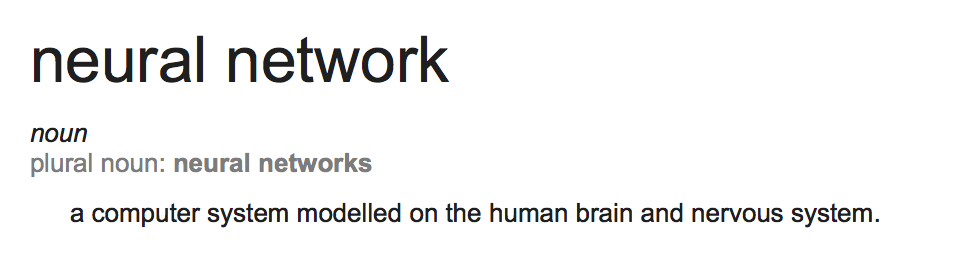 neural network
noun
plural noun: neural networks
a computer system modelled on the human brain and nervous system.